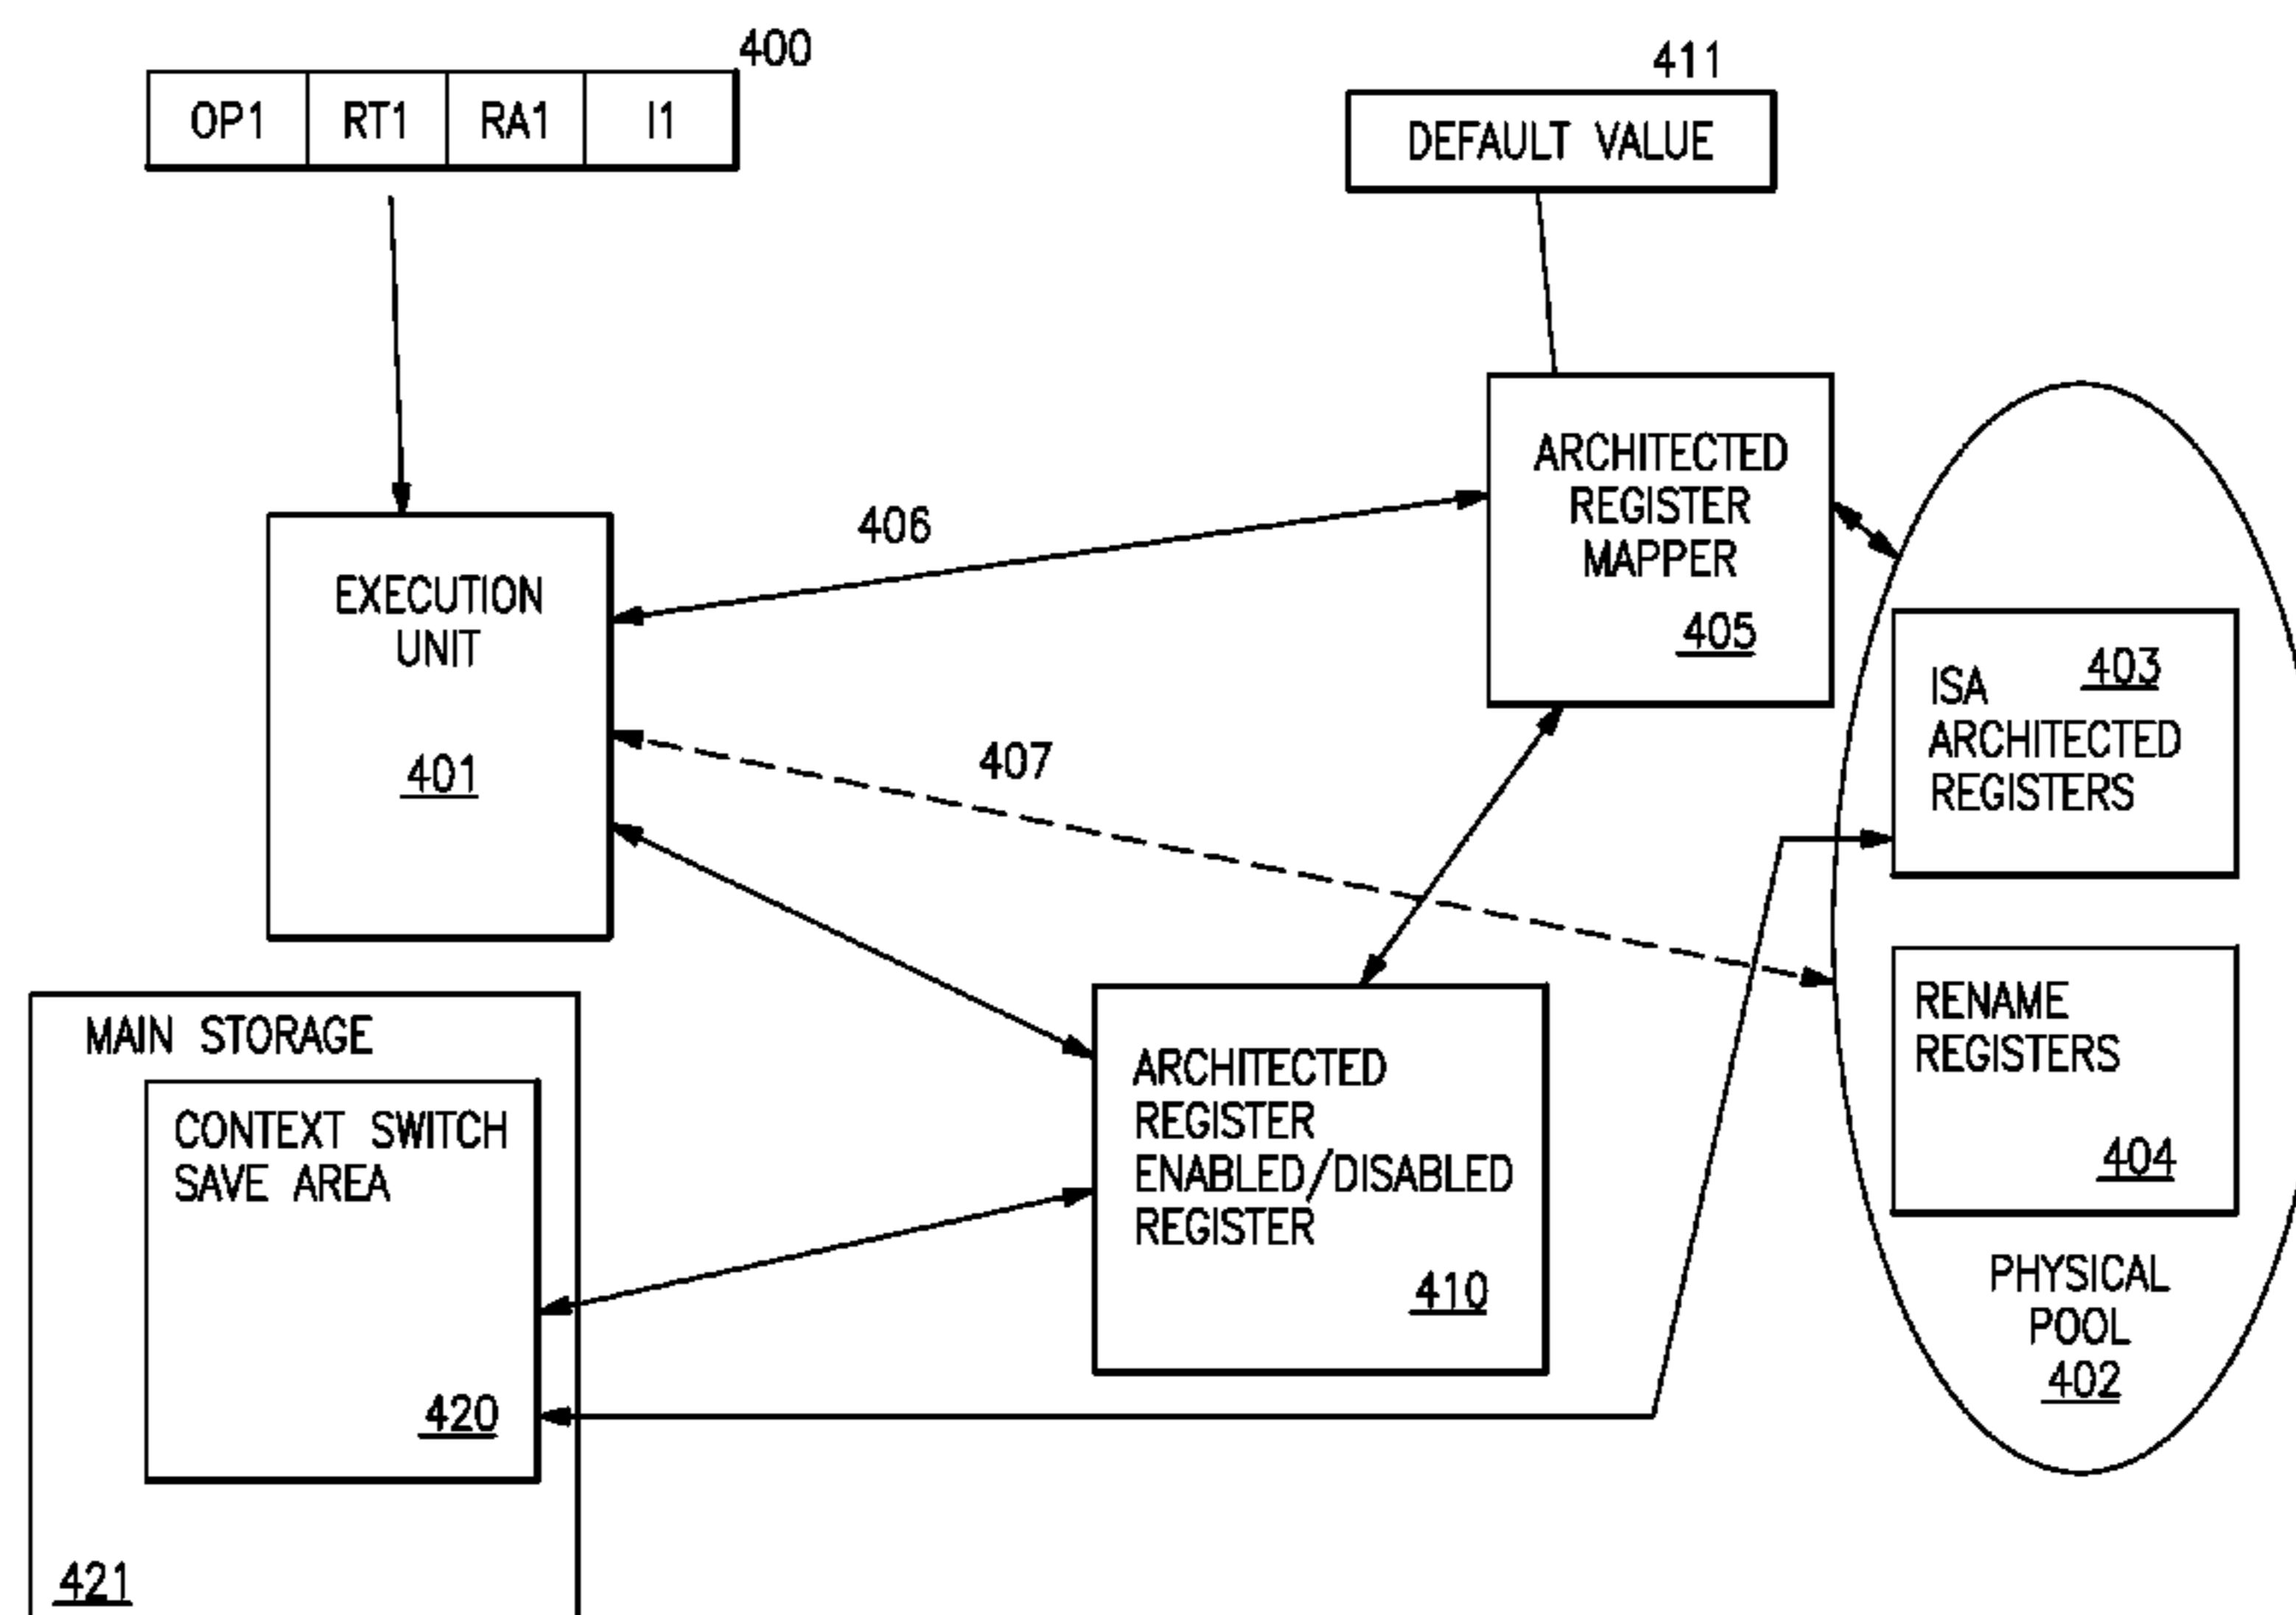 400
OP1 RT1 RA1 I1
411
DEFAULT VALUE
ARCHITECTED
REGISTER
MAPPER
405
406
EXECUTION
UNIT
401
407
403
ISA
ARCHITECTED
REGISTERS
RENAME
REGISTERS
404
PHYSICAL
POOL
402
ARCHITECTED
REGISTER
ENABLED/DISABLED
REGISTER
410
MAIN STORAGE
CONTEXT SWITCH
SAVE AREA
420
421